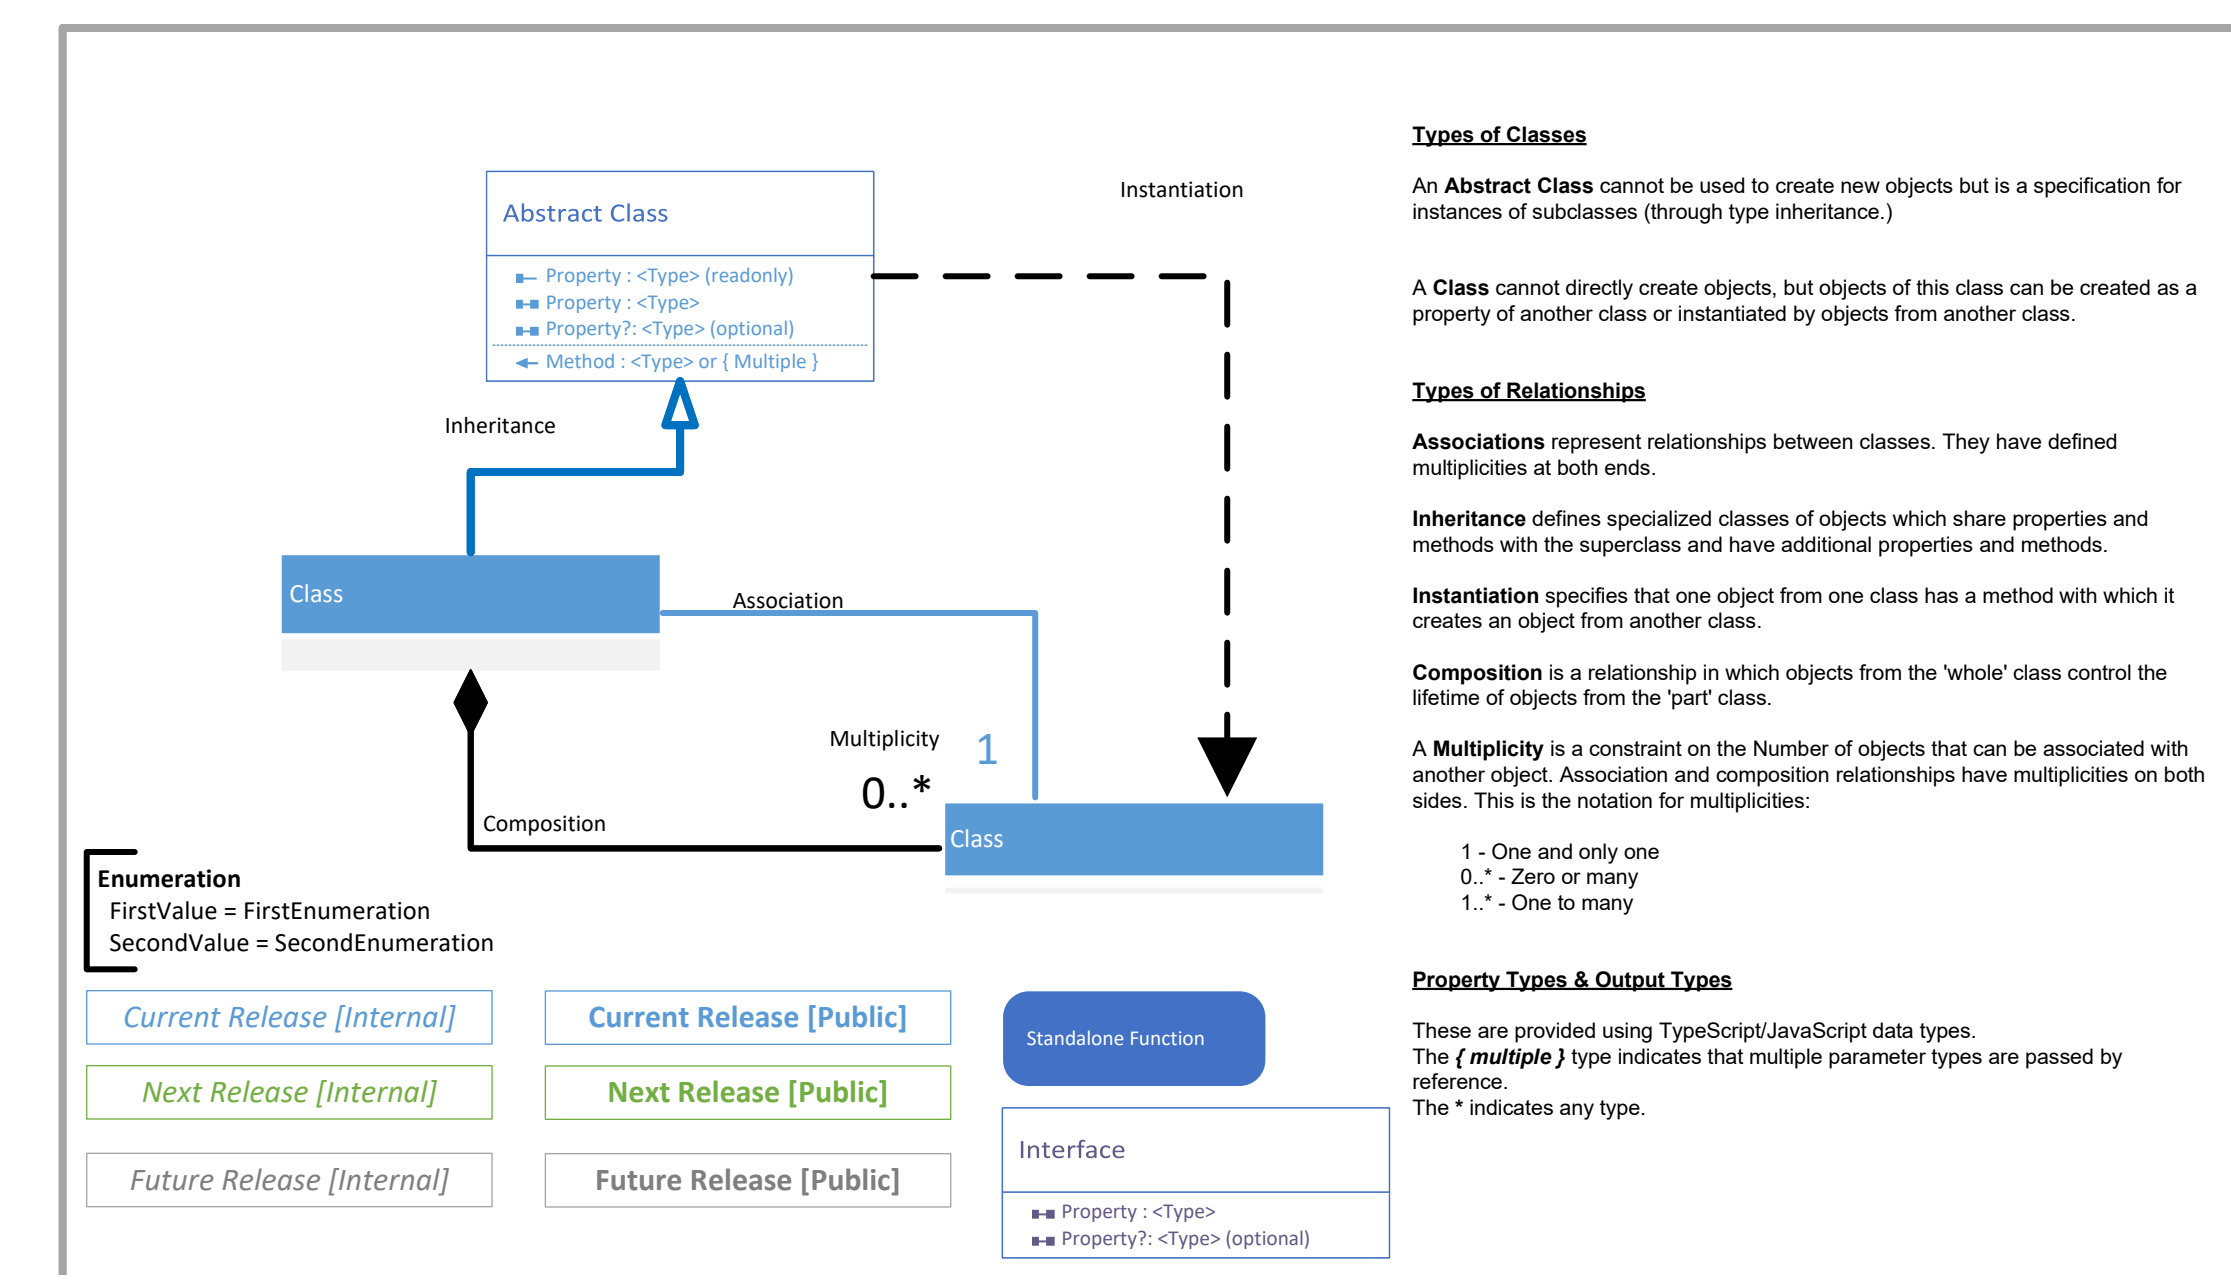 Instantiation
Abstract Class
Property : <Type> (readonly)
Property : <Type>
Property?: <Type> (optional)
Method : <Type> or { Multiple }
Inheritance
Class
Association
Multiplicity
1
0..*
Composition
Class
Enumeration
FirstValue = FirstEnumeration
SecondValue = SecondEnumeration
Current Release [Internal]
Current Release [Public]
Next Release [Internal]
Next Release [Public]
Future Release [Internal]
Future Release [Public]
Standalone Function
Interface
Property : <Type>
Property?: <Type> (optional)
Types of Classes
An Abstract Class cannot be used to create new objects but is a specification for
instances of subclasses (through type inheritance.)
A Class cannot directly create objects, but objects of this class can be created as a
property of another class or instantiated by objects from another class.
Types of Relationships
Associations represent relationships between classes. They have defined
multiplicities at both ends.
Inheritance defines specialized classes of objects which share properties and
methods with the superclass and have additional properties and methods.
Instantiation specifies that one object from one class has a method with which it
creates an object from another class.
Composition is a relationship in which objects from the 'whole' class control the
lifetime of objects from the 'part' class.
A Multiplicity is a constraint on the Number of objects that can be associated with
another object. Association and composition relationships have multiplicities on both
sides. This is the notation for multiplicities:
1 - One and only one
0..* - Zero or many
1..* - One to many
Property Types & Output Types
These are provided using TypeScript/JavaScript data types.
The { multiple } type indicates that multiple parameter types are passed by
reference.
The * indicates any type.